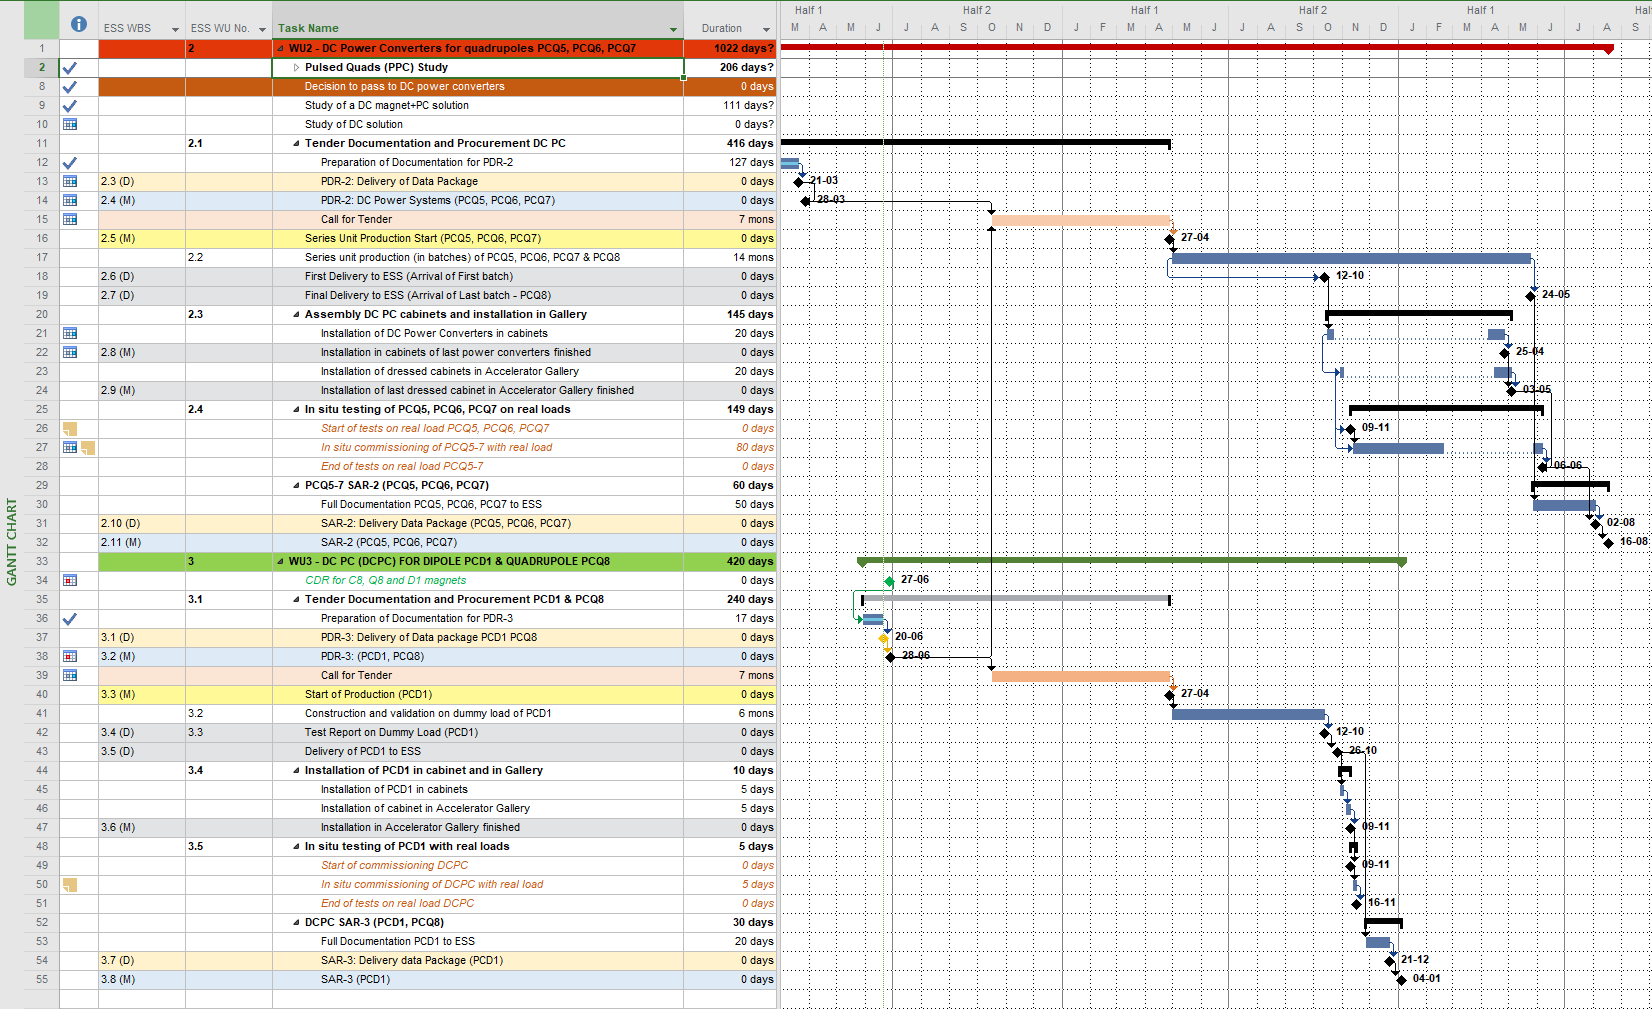 Half 1 Half 2 Half 1 Half 2 Half 1 Hal
ESS WBS ESS WU No. Task Name Duration M A M J J A S O N D J F M A M J J A S O N D J F M A M J J A S
1 2 WU2 - DC Power Converters for quadrupoles PCQ5, PCQ6, PCQ7 1022 days?
2 Pulsed Quads (PPC) Study 206 days?
8 Decision to pass to DC power converters 0 days
9 Study of a DC magnet+PC solution 111 days?
10 Study of DC solution 0 days?
11 2.1 Tender Documentation and Procurement DC PC 416 days
12 Preparation of Documentation for PDR-2 127 days
13 2.3 (D) PDR-2: Delivery of Data Package 0 days 21-03
14 2.4 (M) PDR-2: DC Power Systems (PCQ5, PCQ6, PCQ7) 0 days 28-03
15 Call for Tender 7 mons
16 2.5 (M) Series Unit Production Start (PCQ5, PCQ6, PCQ7) 0 days 27-04
17 2.2 Series unit production (in batches) of PCQ5, PCQ6, PCQ7 & PCQ8 14 mons
18 2.6 (D) First Delivery to ESS (Arrival of First batch) 0 days 12-10
19 2.7 (D) Final Delivery to ESS (Arrival of Last batch - PCQ8) 0 days 24-05
20 2.3 Assembly DC PC cabinets and installation in Gallery 145 days
21 Installation of DC Power Converters in cabinets 20 days
22 2.8 (M) Installation in cabinets of last power converters finished 0 days 25-04
23 Installation of dressed cabinets in Accelerator Gallery 20 days
24 2.9 (M) Installation of last dressed cabinet in Accelerator Gallery finished 0 days 03-05
25 2.4 In situ testing of PCQ5, PCQ6, PCQ7 on real loads 149 days
26 Start of tests on real load PCQ5, PCQ6, PCQ7 0 days 09-11
27 In situ commissioning of PCQ5-7 with real load 80 days
28 End of tests on real load PCQ5-7 0 days 06-06
29 PCQ5-7 SAR-2 (PCQ5, PCQ6, PCQ7) 60 days
30 Full Documentation PCQ5, PCQ6, PCQ7 to ESS 50 days
31 2.10 (D) SAR-2: Delivery Data Package (PCQ5, PCQ6, PCQ7) 0 days 02-08
32 2.11 (M) SAR-2 (PCQ5, PCQ6, PCQ7) 0 days 16-08
33 3 WU3 - DC PC (DCPC) FOR DIPOLE PCD1 & QUADRUPOLE PCQ8 420 days
34 CDR for C8, Q8 and D1 magnets 0 days 27-06
35 3.1 Tender Documentation and Procurement PCD1 & PCQ8 240 days
36 Preparation of Documentation for PDR-3 17 days
37 3.1 (D) PDR-3: Delivery of Data package PCD1 PCQ8 0 days 20-06
38 3.2 (M) PDR-3: (PCD1, PCQ8) 0 days 28-06
39 Call for Tender 7 mons
40 3.3 (M) Start of Production (PCD1) 0 days 27-04
41 3.2 Construction and validation on dummy load of PCD1 6 mons
42 3.4 (D) 3.3 Test Report on Dummy Load (PCD1) 0 days 12-10
43 3.5 (D) Delivery of PCD1 to ESS 0 days 26-10
44 3.4 Installation of PCD1 in cabinet and in Gallery 10 days
45 Installation of PCD1 in cabinets 5 days
46 Installation of cabinet in Accelerator Gallery 5 days
47 3.6 (M) Installation in Accelerator Gallery finished 0 days 09-11
48 3.5 In situ testing of PCD1 with real loads 5 days
49 Start of commissioning DCPC 0 days 09-11
50 In situ commissioning of DCPC with real load 5 days
51 End of tests on real load DCPC 0 days 16-11
52 DCPC SAR-3 (PCD1, PCQ8) 30 days
53 Full Documentation PCD1 to ESS 20 days
54 3.7 (D) SAR-3: Delivery data Package (PCD1) 0 days 21-12
55 3.8 (M) SAR-3 (PCD1) 0 days 04-01
GANTT CHART